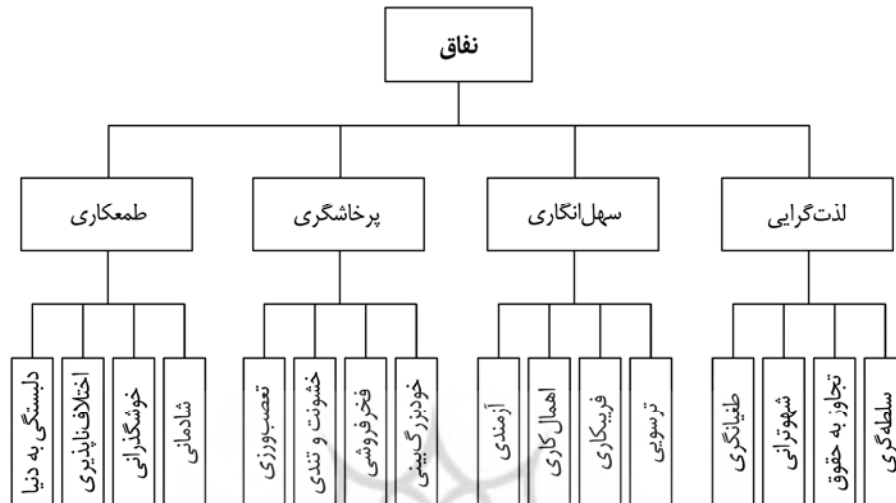 نفاق
لذت‌گرایی
سهل‌انگاری
پرخاشگری
طمعکاری
سلطه‌گری
تجاوز به حقوق
شهوترانی
طغیانگری
ترسویی
فریبکاری
اهمال‌کاری
آزمندی
خودبزرگ‌بینی
فخرفروشی
خشونت و تندی
تعصب‌ورزی
شادمانی
خوشگذرانی
اختلاف‌ناپذیری
دلبستگی به دنیا